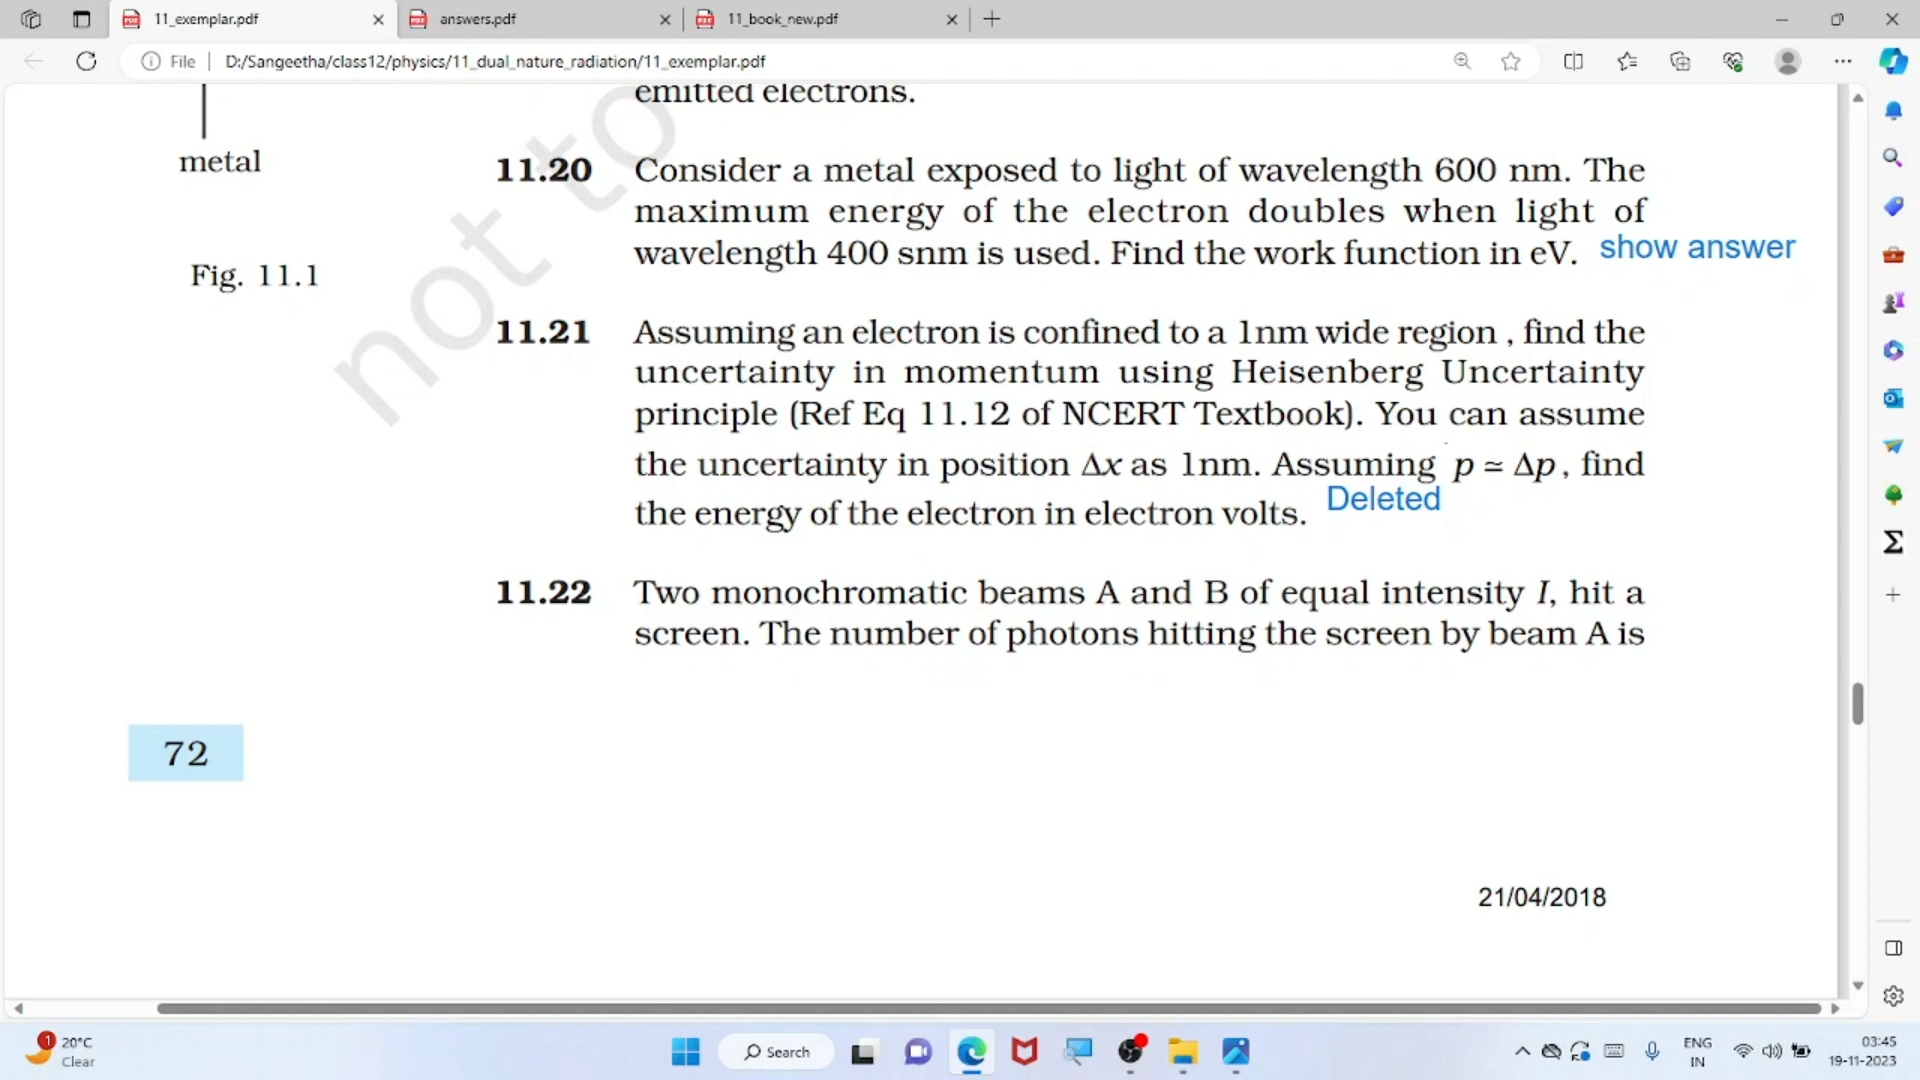 11_exemplar.pdf
answers.pdf
11_book_new.pdf
File
D:/Sangeetha/class12/physics/11_dual_nature_radiation/11_exemplar.pdf
emitted electrons.
metal
Fig. 11.1
not to
11.20 Consider a metal exposed to light of wavelength 600 nm. The
maximum energy of the electron doubles when light of
wavelength 400 snm is used. Find the work function in eV. show answer
11.21 Assuming an electron is confined to a 1nm wide region , find the
uncertainty in momentum using Heisenberg Uncertainty
principle (Ref Eq 11.12 of NCERT Textbook). You can assume
the uncertainty in position Δx as 1nm. Assuming p ≃ Δp, find
the energy of the electron in electron volts. Deleted
11.22 Two monochromatic beams A and B of equal intensity I, hit a
screen. The number of photons hitting the screen by beam A is
72
21/04/2018
1
20°C
Clear
Search
ENG
IN
03:45
19-11-2023